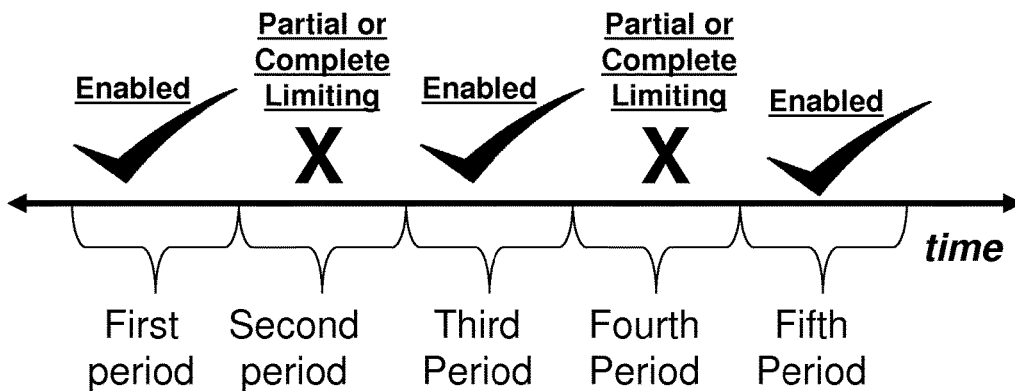 Enabled
Partial or
Complete
Limiting
Enabled
Partial or
Complete
Limiting
Enabled
X
X
time
First
period
Second
period
Third
Period
Fourth
Period
Fifth
Period